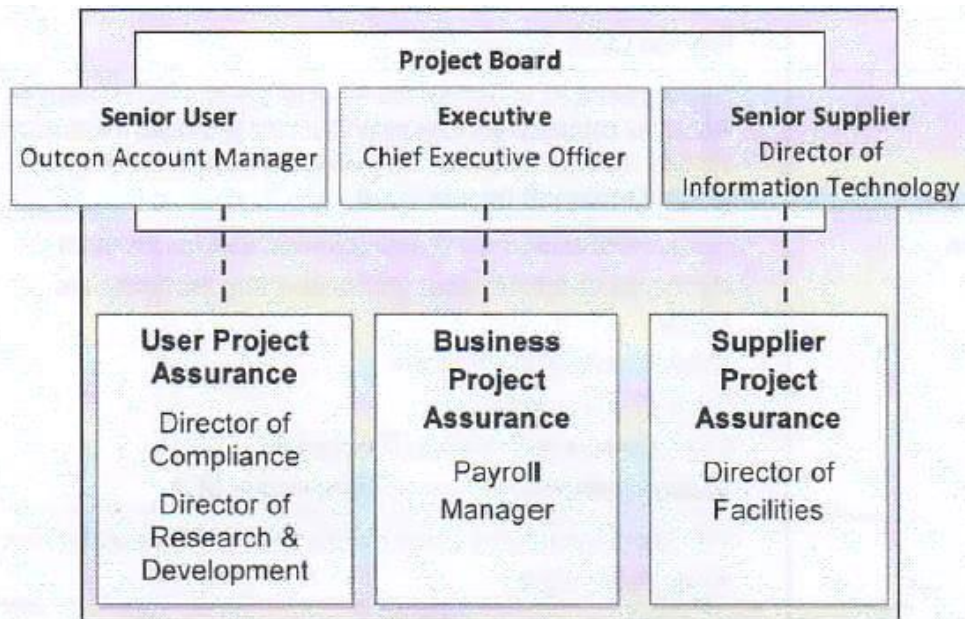 Project Board
Senior User
Outcon Account Manager
Executive
Chief Executive Officer
Senior Supplier
Director of
Information Technology
User Project
Assurance
Director of
Compliance
Director of
Research &
Development
Business
Project
Assurance
Payroll
Manager
Supplier
Project
Assurance
Director of
Facilities